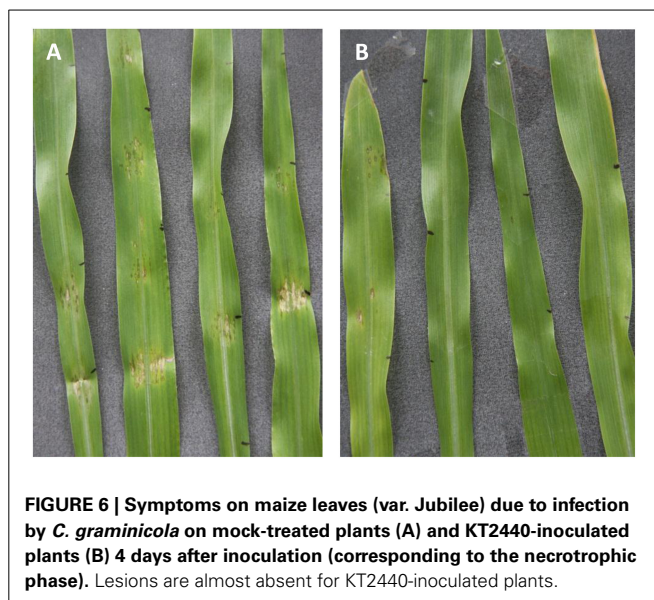 A
B
FIGURE 6 | Symptoms on maize leaves (var. Jubilee) due to infection
by C. graminicola on mock-treated plants (A) and KT2440-inoculated
plants (B) 4 days after inoculation (corresponding to the necrotrophic
phase). Lesions are almost absent for KT2440-inoculated plants.